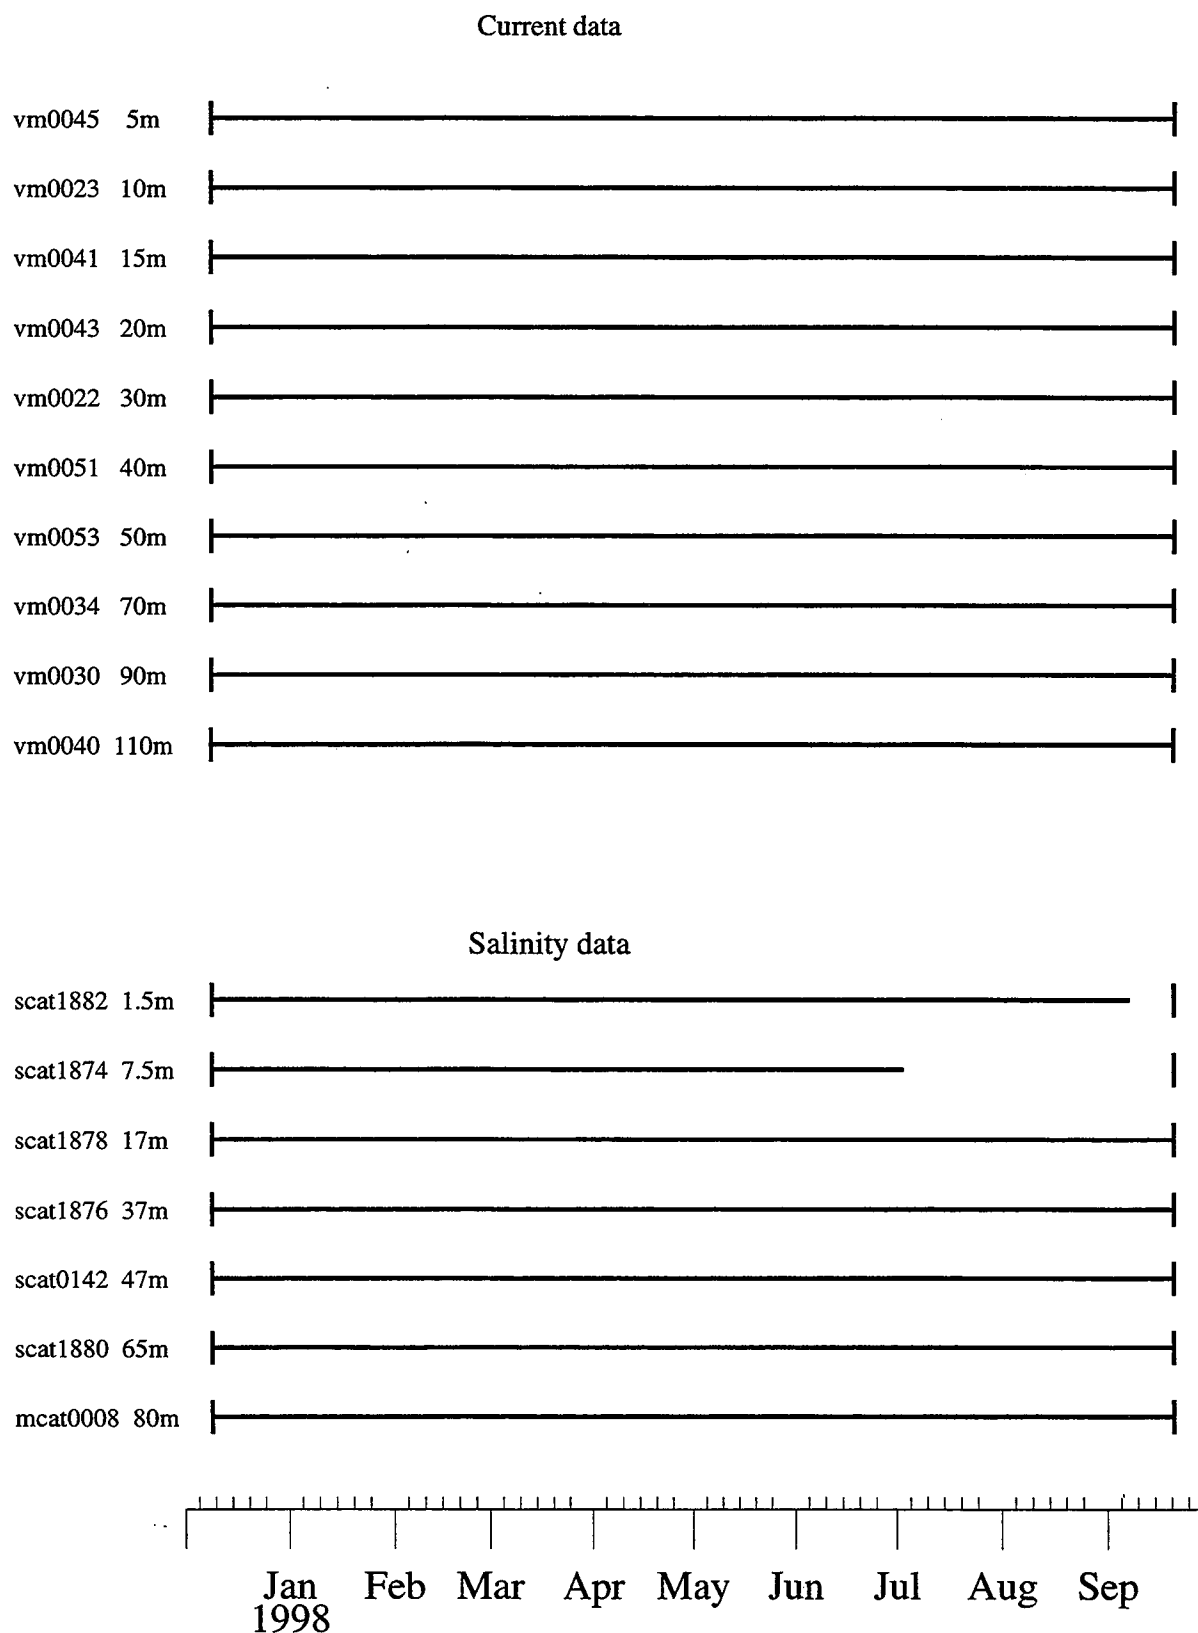 Current data
vm0045 5m
vm0023 10m
vm0041 15m
vm0043 20m
vm0022 30m
vm0051 40m
vm0053 50m
vm0034 70m
vm0030 90m
vm0040 110m
Salinity data
scat1882 1.5m
scat1874 7.5m
scat1878 17m
scat1876 37m
scat0142 47m
scat1880 65m
mcat0008 80m
Jan Feb Mar Apr May Jun Jul Aug Sep
1998